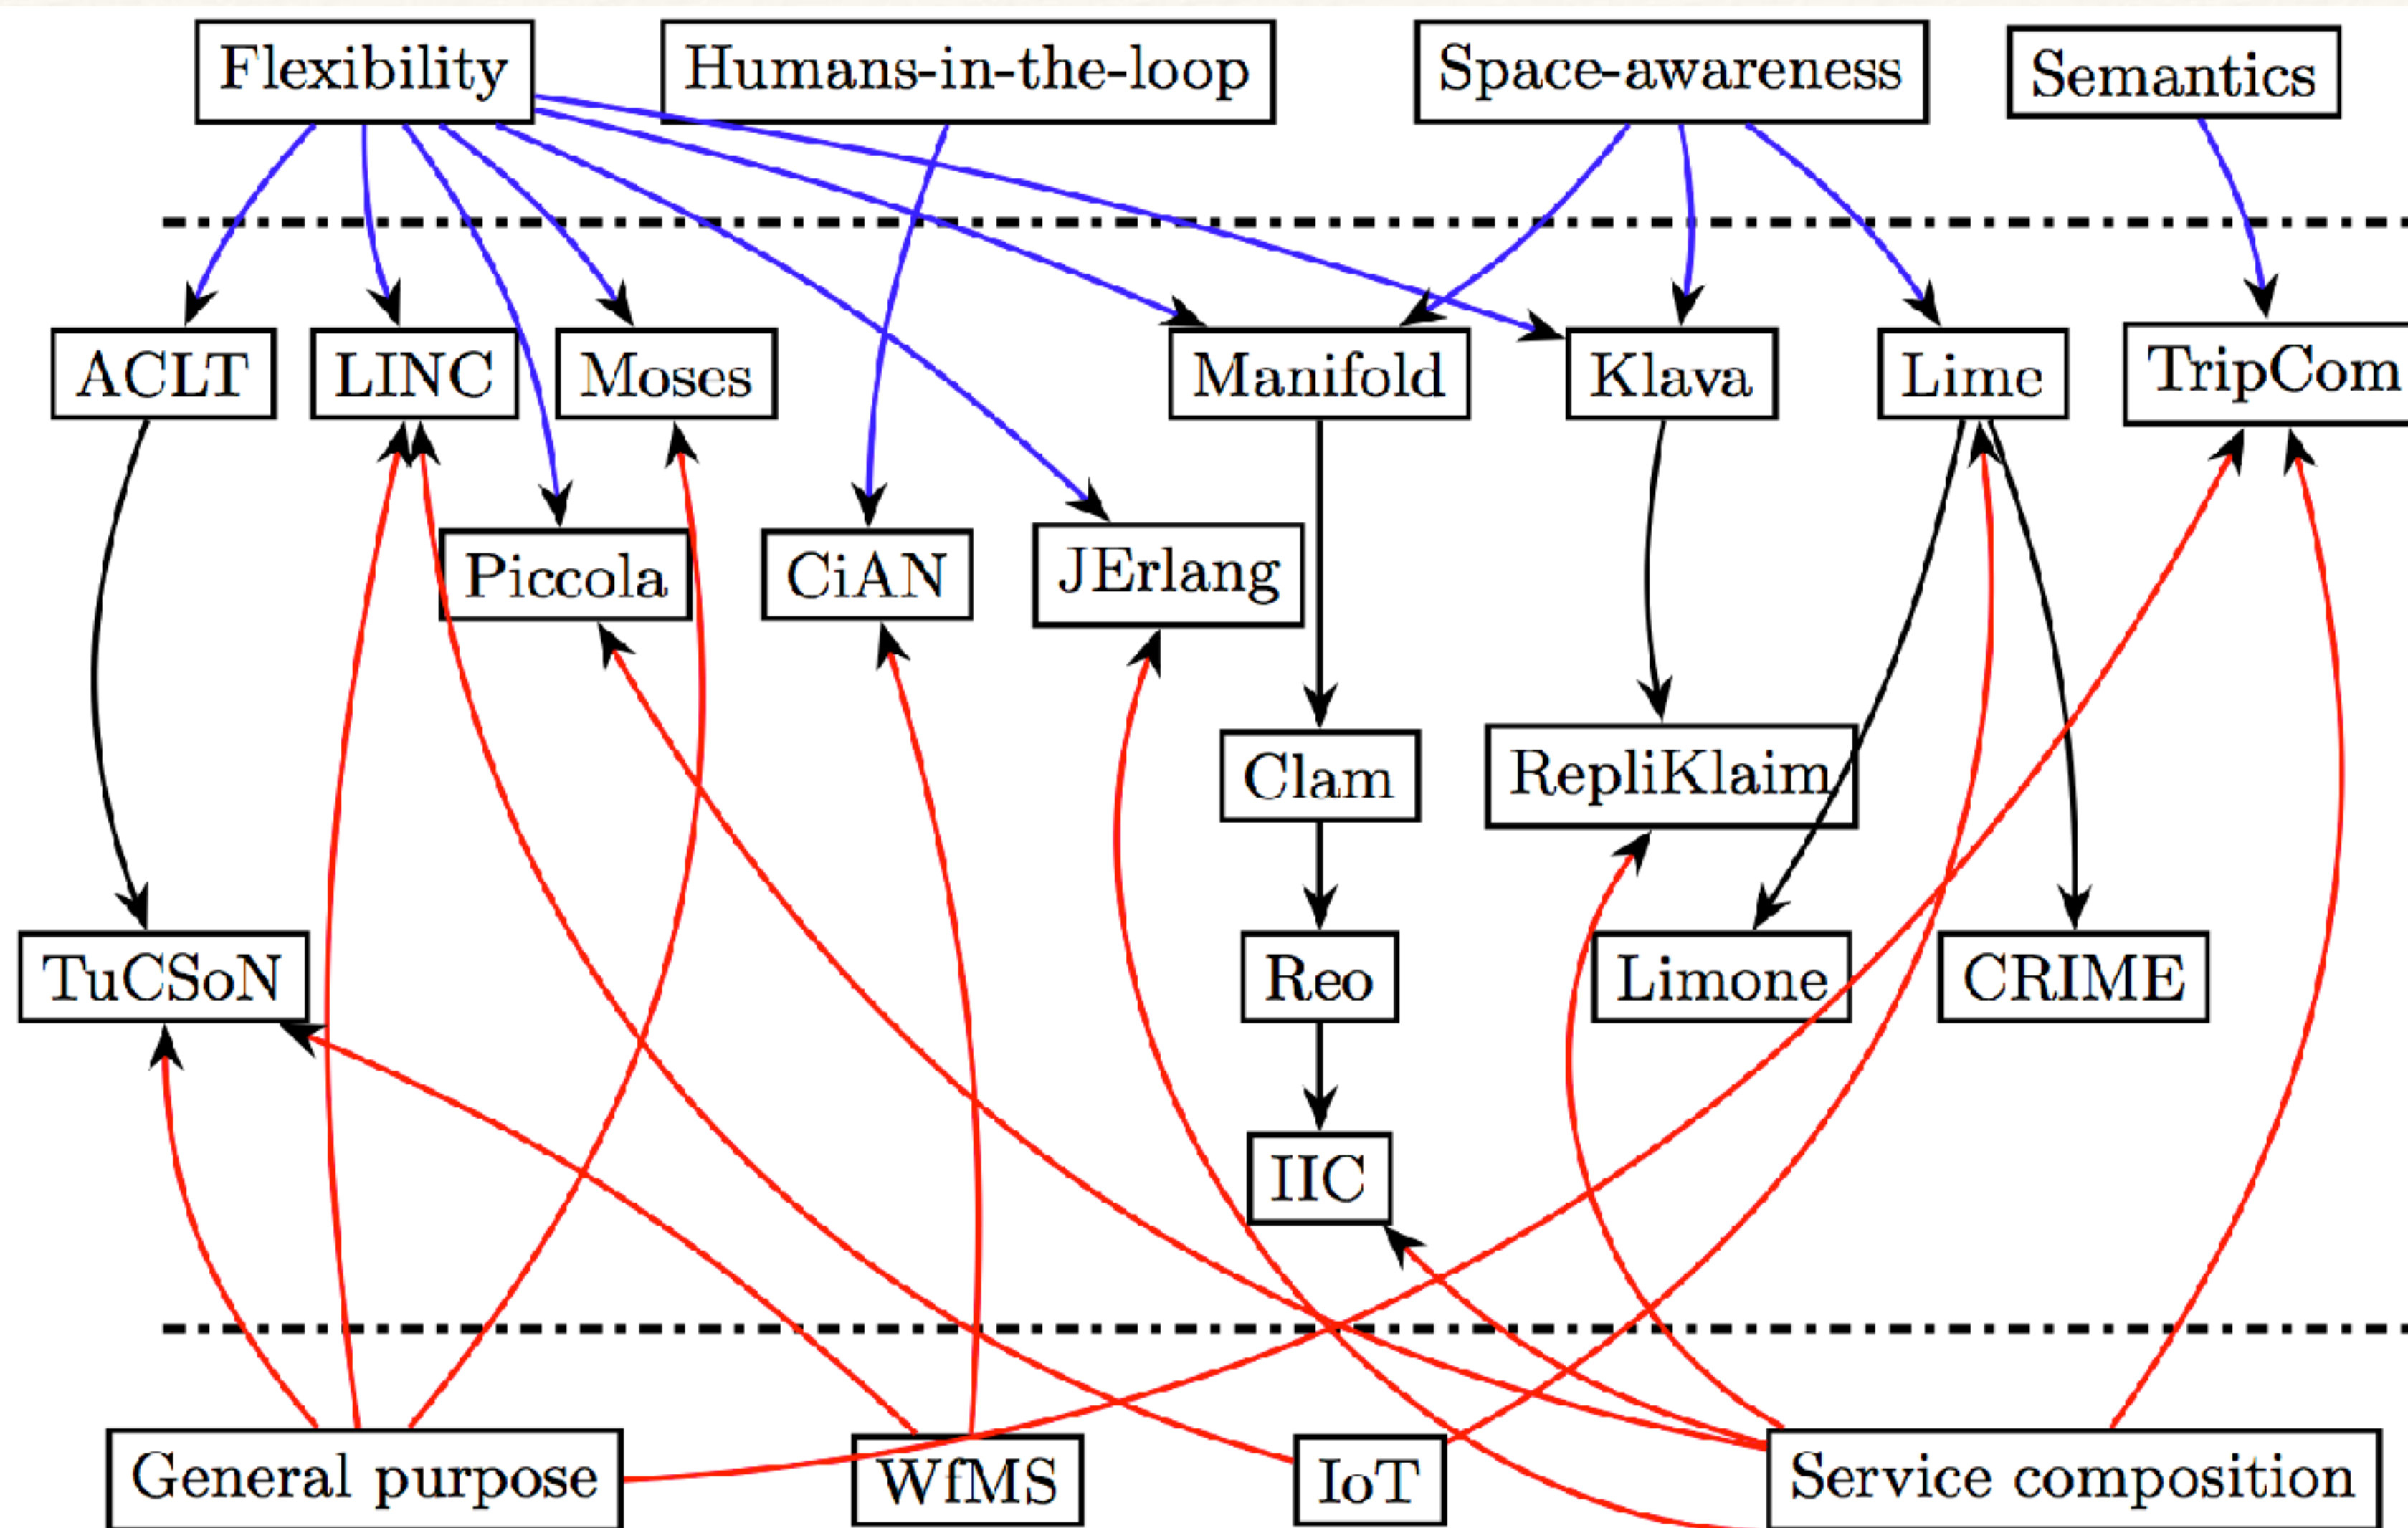 Flexibility
Humans-in-the-loop
Space-awareness
Semantics
ACLT
LINC
Moses
Manifold
Klava
Lime
TripCom
Piccola
CiAN
JErlang
Clam
RepliKlaim
TuCSoN
Reo
Limone
CRIME
IIC
General purpose
WfMS
IoT
Service composition